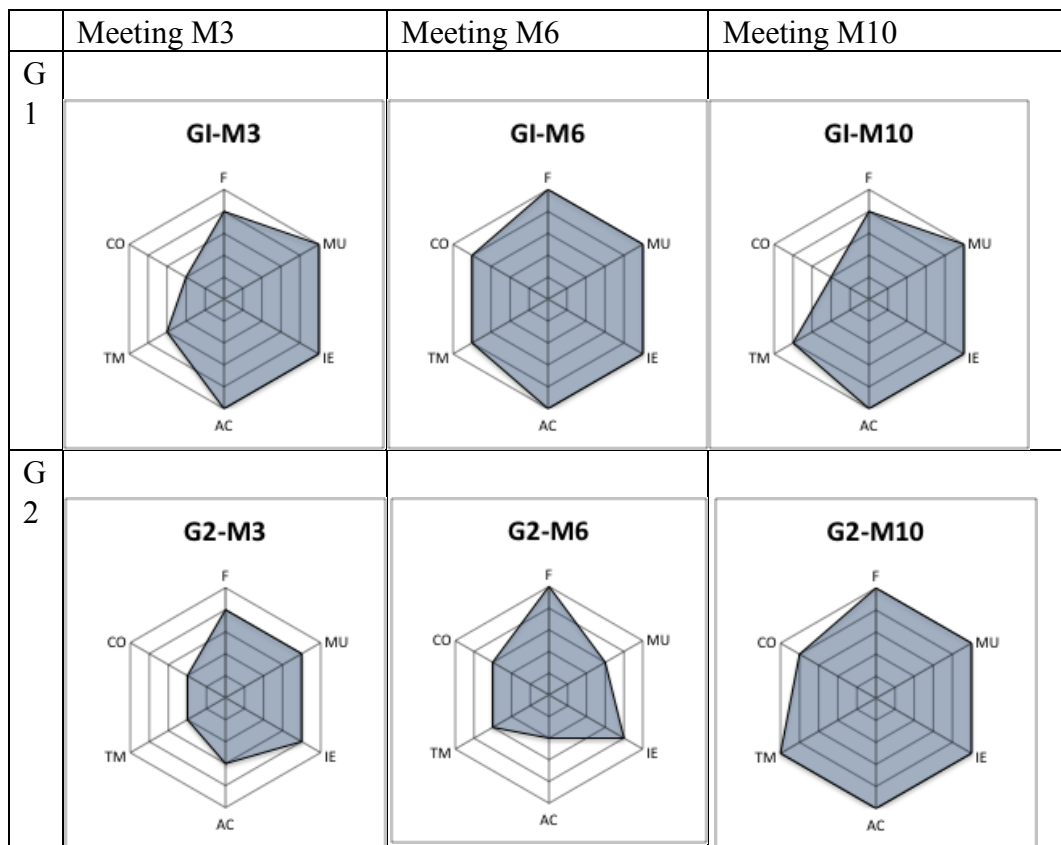 Meeting M3 Meeting M6 Meeting M10
G
1
GI-M3 GI-M6 GI-M10
F F F
CO MU CO MU CO MU
TM IE TM IE TM IE
AC AC AC
G
2
G2-M3 G2-M6 G2-M10
F F F
CO MU CO MU CO MU
TM IE TM IE TM IE
AC AC AC